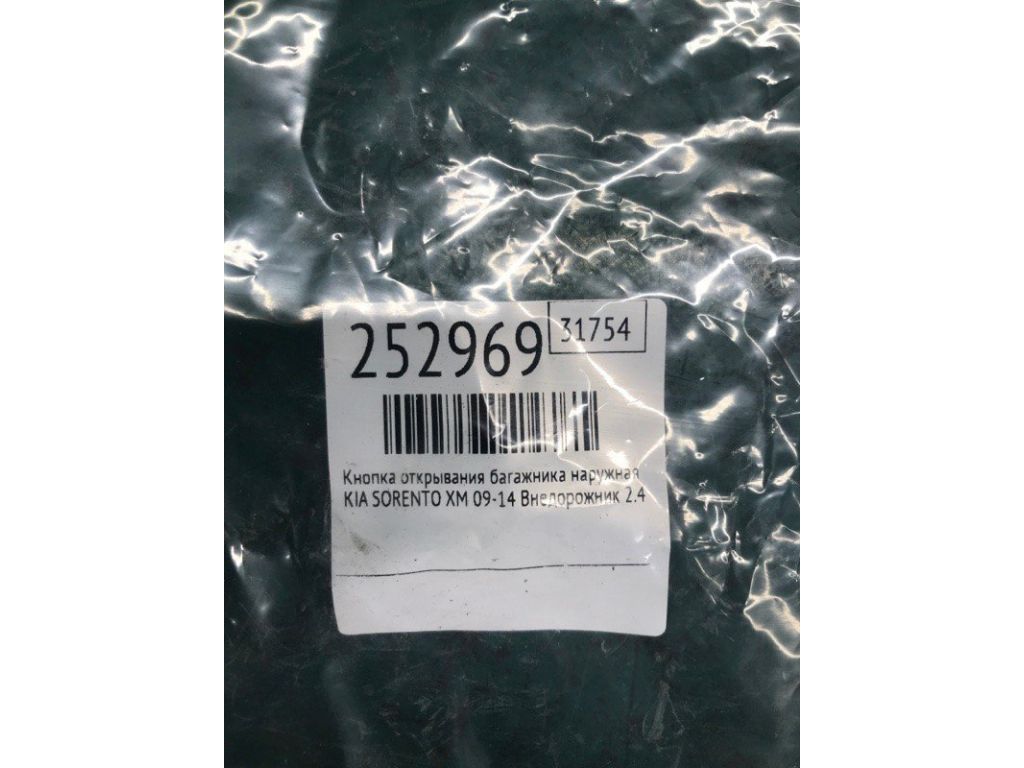 252969
31754
Кнопка открывания багажника наружная
KIA SORENTO XM 09-14 Внедорожник 2.4